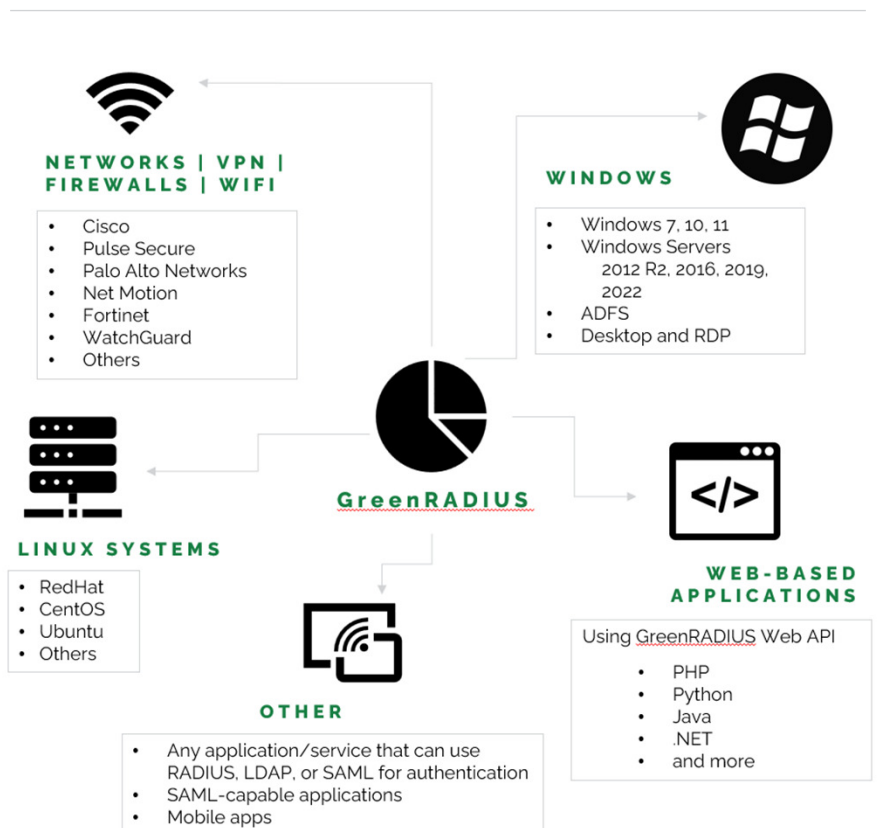 NETWORKS | VPN |
FIREWALLS | WIFI
• Cisco
• Pulse Secure
• Palo Alto Networks
• Net Motion
• Fortinet
• WatchGuard
• Others
WINDOWS
• Windows 7, 10, 11
• Windows Servers
2012 R2, 2016, 2019,
2022
• ADFS
• Desktop and RDP
GreenRADIUS
LINUX SYSTEMS
• RedHat
• CentOS
• Ubuntu
• Others
</>
WEB-BASED
APPLICATIONS
Using GreenRADIUS Web API
• PHP
• Python
• Java
• .NET
• and more
OTHER
• Any application/service that can use
RADIUS, LDAP, or SAML for authentication
• SAML-capable applications
• Mobile apps